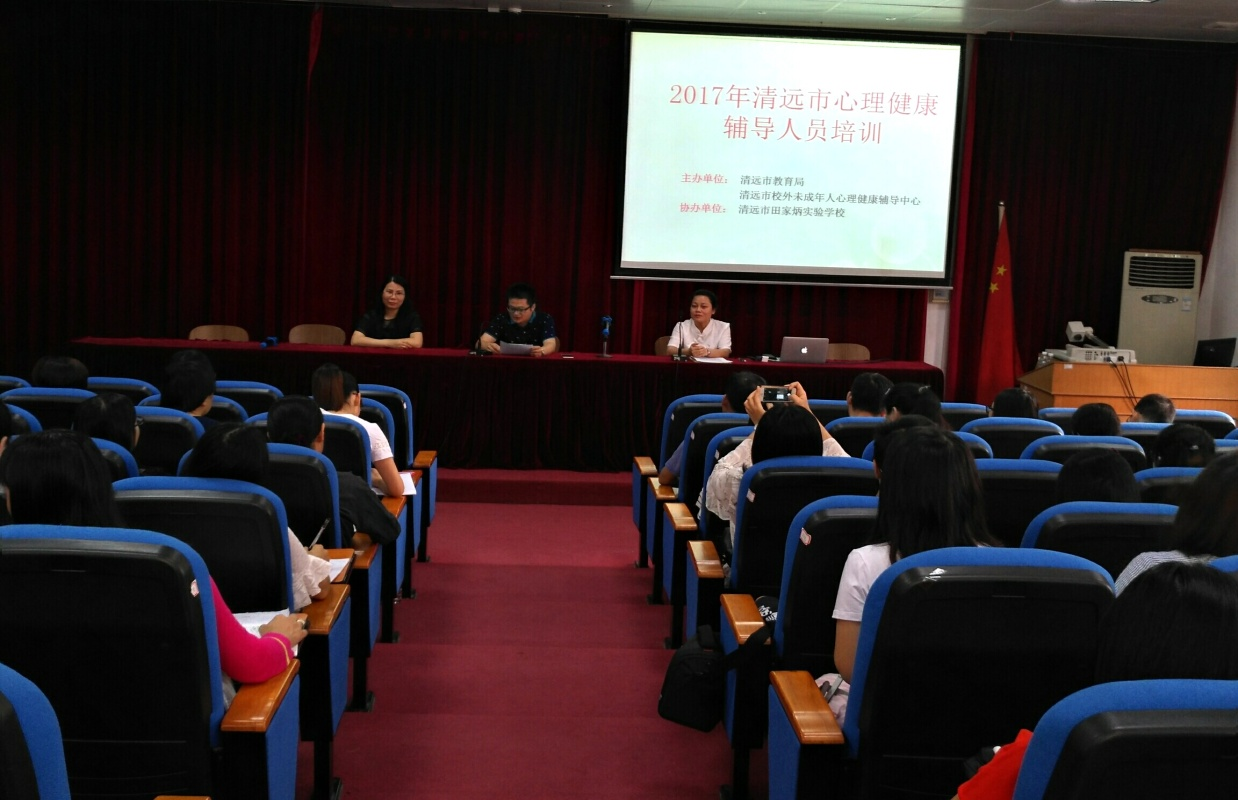 2017年清远市心理健康
辅导人员培训
主办单位： 清远市教育局
清远市校外未成年人心理健康辅导中心
协办单位： 清远市田家炳实验学校